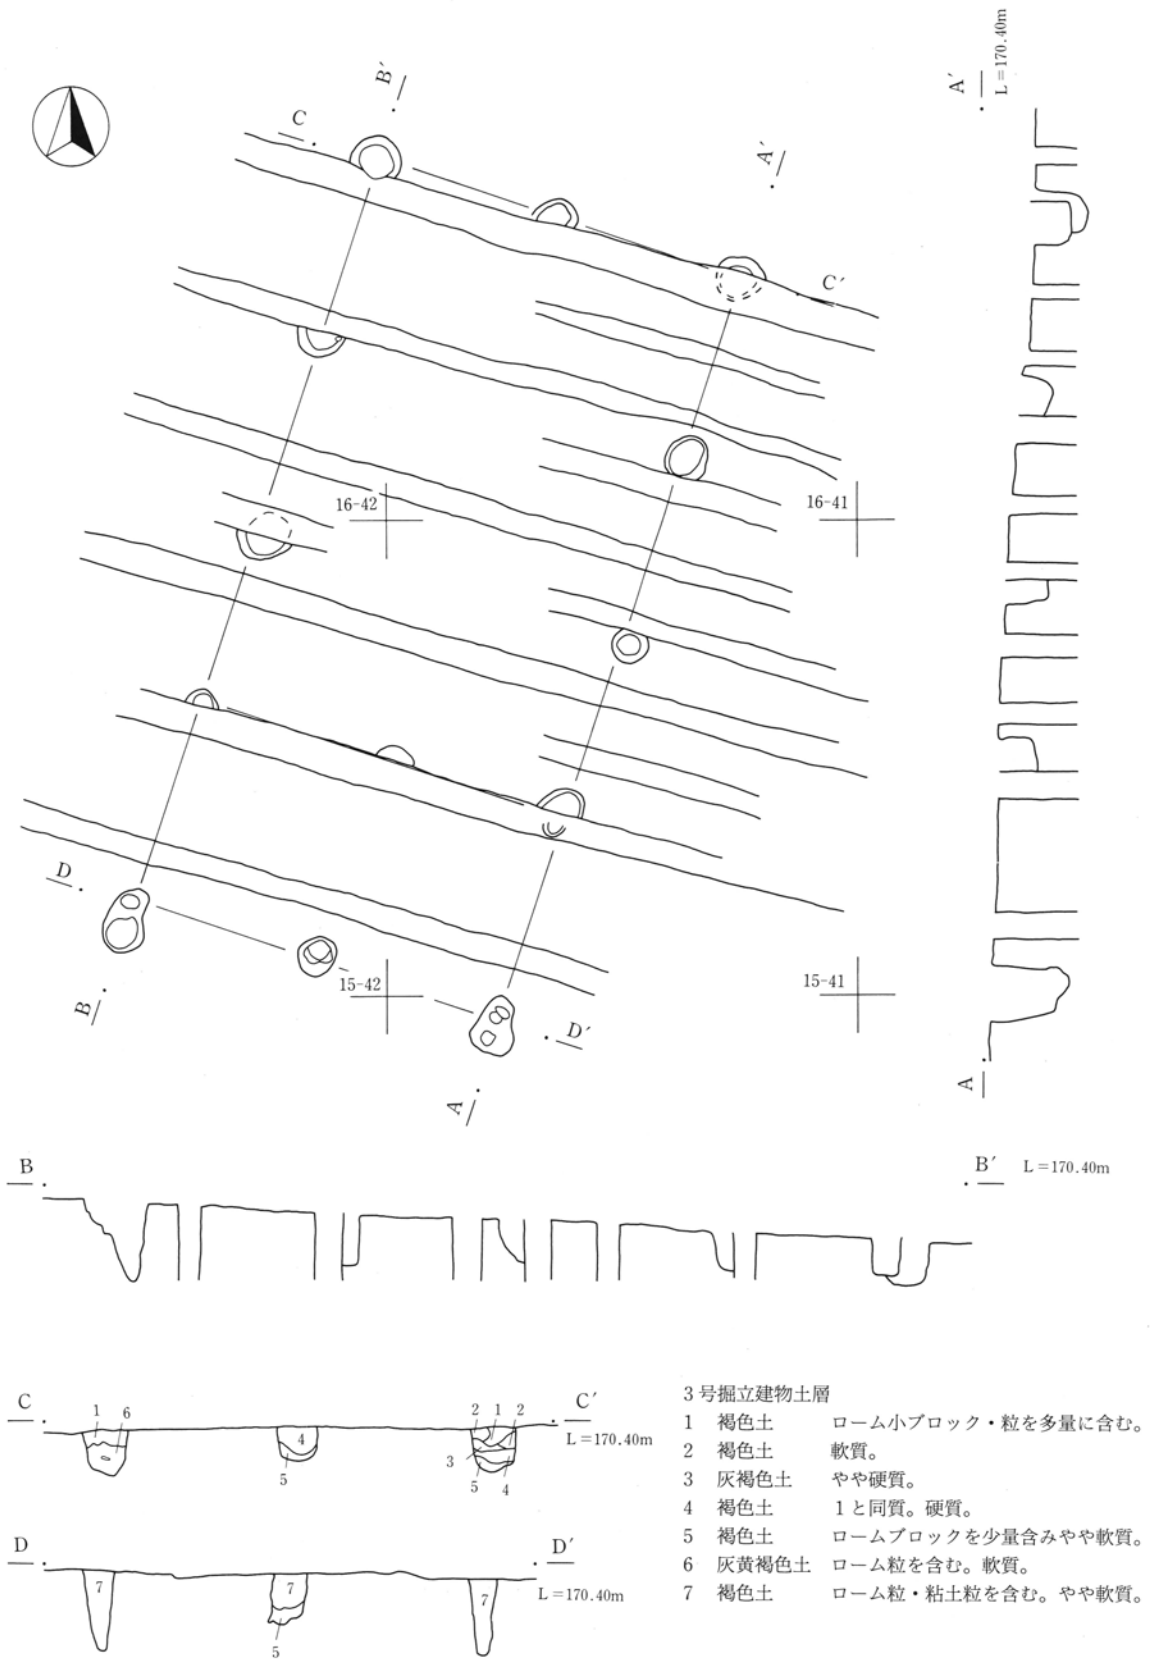 B′
A′
L=170.40m
C
A′
C′
16-42
16-41
D
15-42
15-41
B
D′
A
A
B
B′ L=170.40m
C
1 6
4
5
2 1 2
3
5 4
C′
L=170.40m
D
7
7
5
7
D′
L=170.40m
3号掘立建物土層
1 褐色土 ローム小ブロック・粒を多量に含む。
2 褐色土 軟質。
3 灰褐色土 やや硬質。
4 褐色土 1と同質。硬質。
5 褐色土 ロームブロックを少量含みやや軟質。
6 灰黄褐色土 ローム粒を含む。軟質。
7 褐色土 ローム粒・粘土粒を含む。やや軟質。